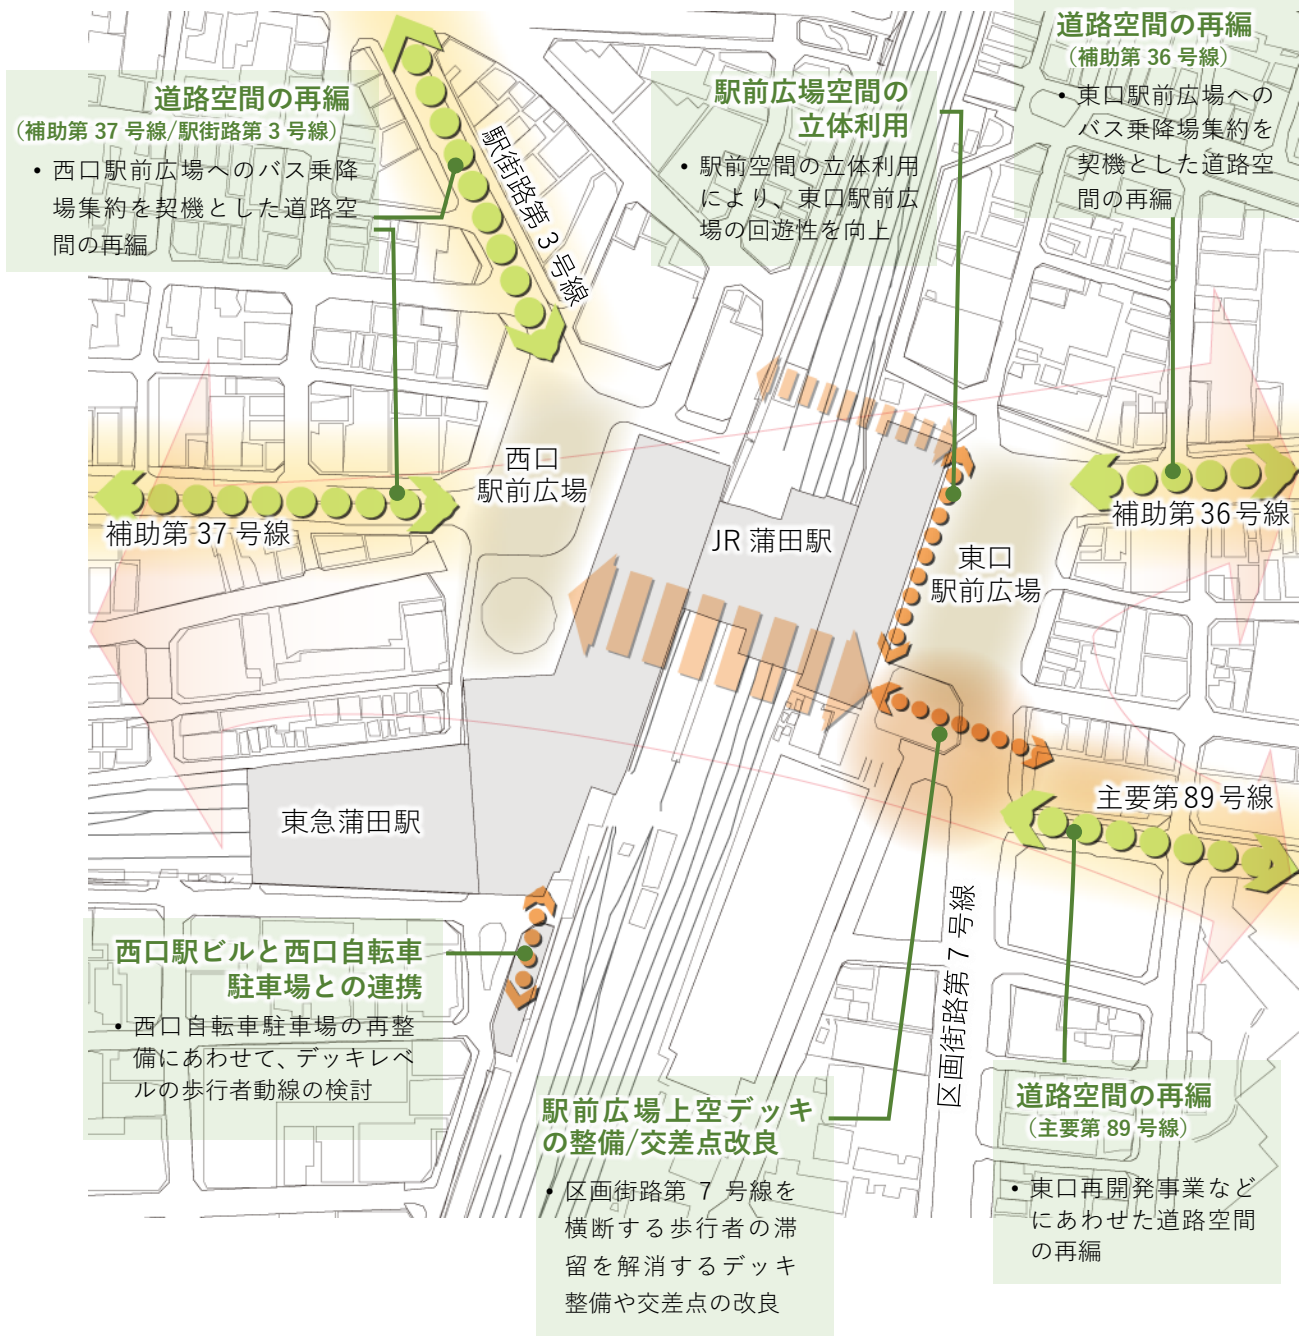 道路空間の再編
(補助第 37 号線/駅街路第 3 号線)
• 西口駅前広場へのバス乗降
場集約を契機とした道路空
間の再編
駅街路第 3 号線
駅前広場空間の
立体利用
• 駅前空間の立体利用
により、東口駅前広
場の回遊性を向上
道路空間の再編
(補助第 36 号線)
• 東口駅前広場への
バス乗降場集約を
契機とした道路空
間の再編
西口
駅前広場
補助第 37 号線
JR 蒲田駅
東口
駅前広場
補助第 36 号線
東急蒲田駅
主要第 89 号線
区画街路第 7 号線
西口駅ビルと西口自転車
駐車場との連携
• 西口自転車駐車場の再整
備にあわせて、デッキレベ
ルの歩行者動線の検討
駅前広場上空デッキ
の整備/交差点改良
• 区画街路第 7 号線を
横断する歩行者の滞
留を解消するデッキ
整備や交差点の改良
道路空間の再編
(主要第 89 号線)
• 東口再開発事業など
にあわせた道路空間
の再編